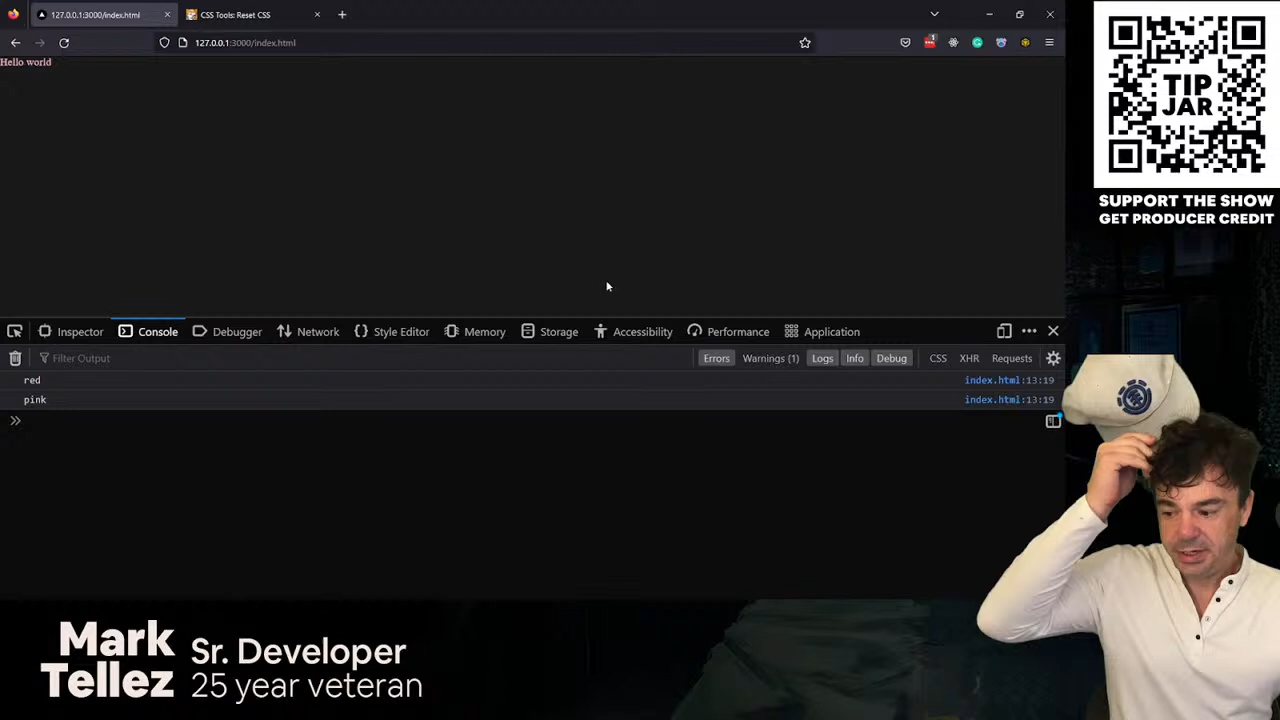 127.0.0.1:3000/index.html
CSS Tools: Reset CSS
127.0.0.1:3000/index.html
1
Hello world
TIP
JAR
SUPPORT THE SHOW
GET PRODUCER CREDIT
Inspector
Console
Debugger
Network
Style Editor
Memory
Storage
Accessibility
Performance
Application
Filter Output
Errors
Warnings (1)
Logs
Info
Debug
CSS
XHR
Requests
red
index.html:13:19
pink
index.html:13:19
Mark
Tellez
Sr. Developer
25 year veteran